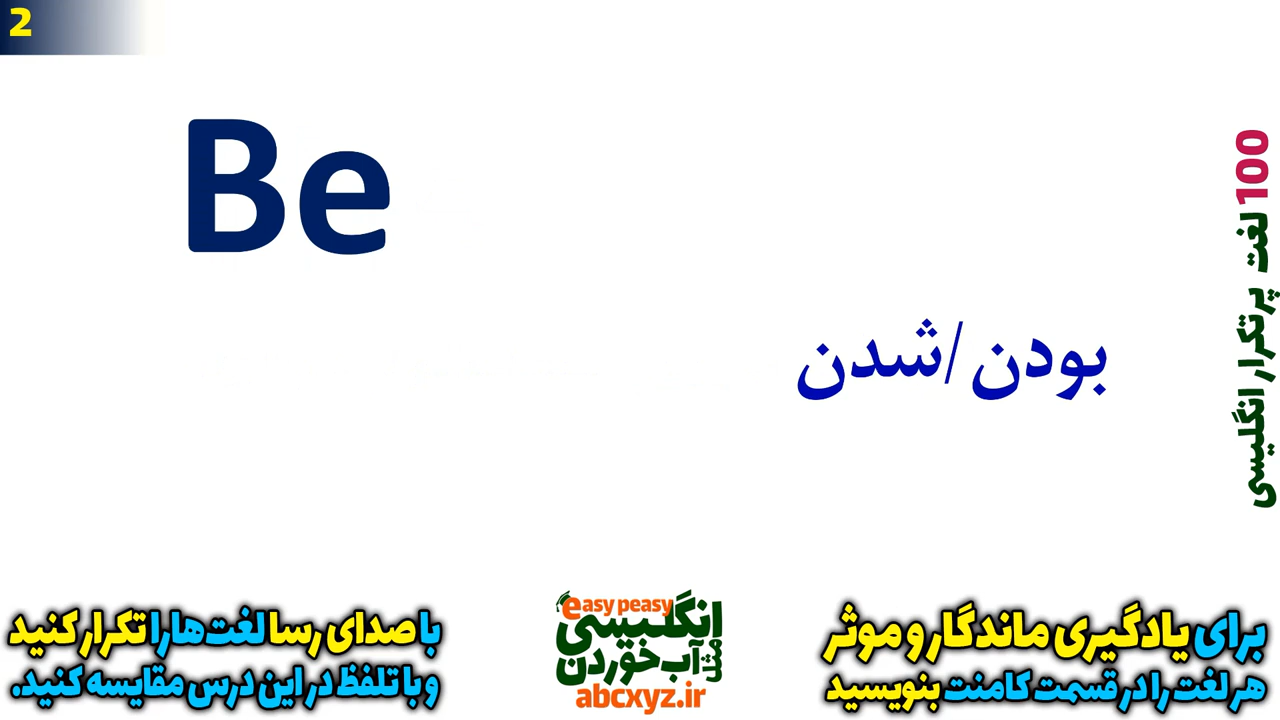 2
Be
بودن /شدن
100 لغت پرتکرار انگلیسی
با صدای رسا لغت‌ها را تکرار کنید
و با تلفظ در این درس مقایسه کنید.
easy peasy
انگلیسی
مثل آب خوردن
abcxyz.ir
برای یادگیری ماندگار و موثر
هر لغت را در قسمت کامنت بنویسید